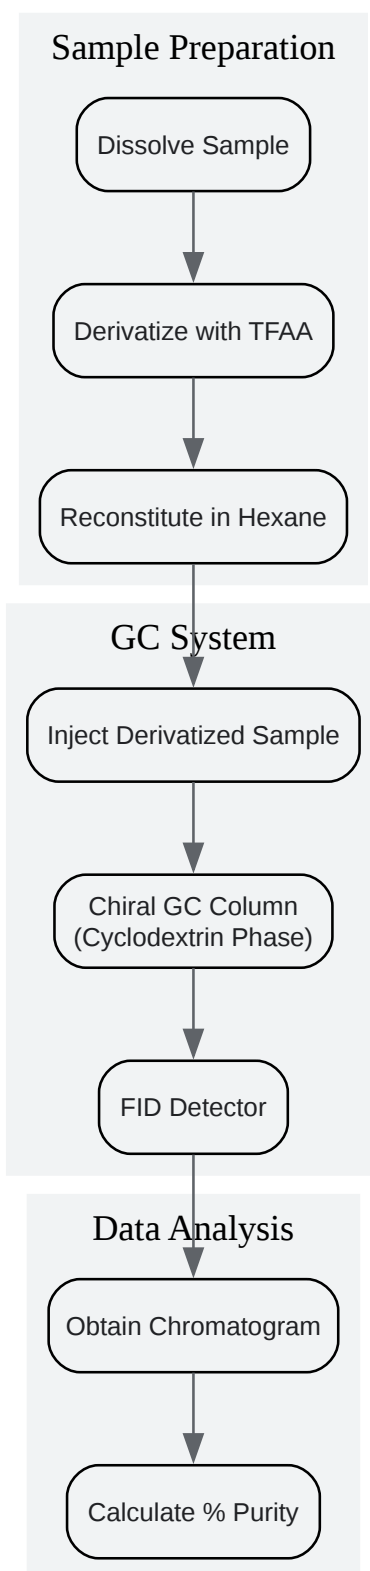 Sample Preparation
Dissolve Sample
Derivatize with TFAA
Reconstitute in Hexane
GC System
Inject Derivatized Sample
Chiral GC Column
(Cyclodextrin Phase)
FID Detector
Data Analysis
Obtain Chromatogram
Calculate % Purity